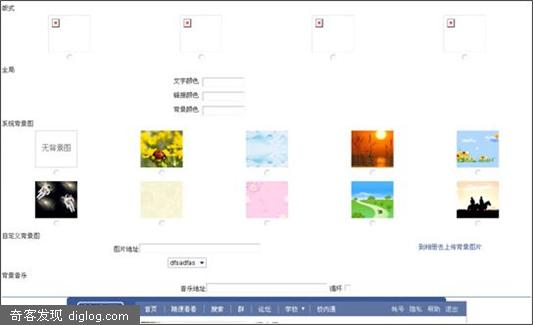 版式
全局
文字颜色
链接颜色
背景颜色
系统背景图
无背景图
自定义背景图
图片地址
到相册去上传背景图片
dfsadfas
背景音乐
音乐地址 循环
首页 随便看看 搜索 群 论坛 学校 校内通 帐号 隐私 帮助 退出
奇客发现 diglog.com